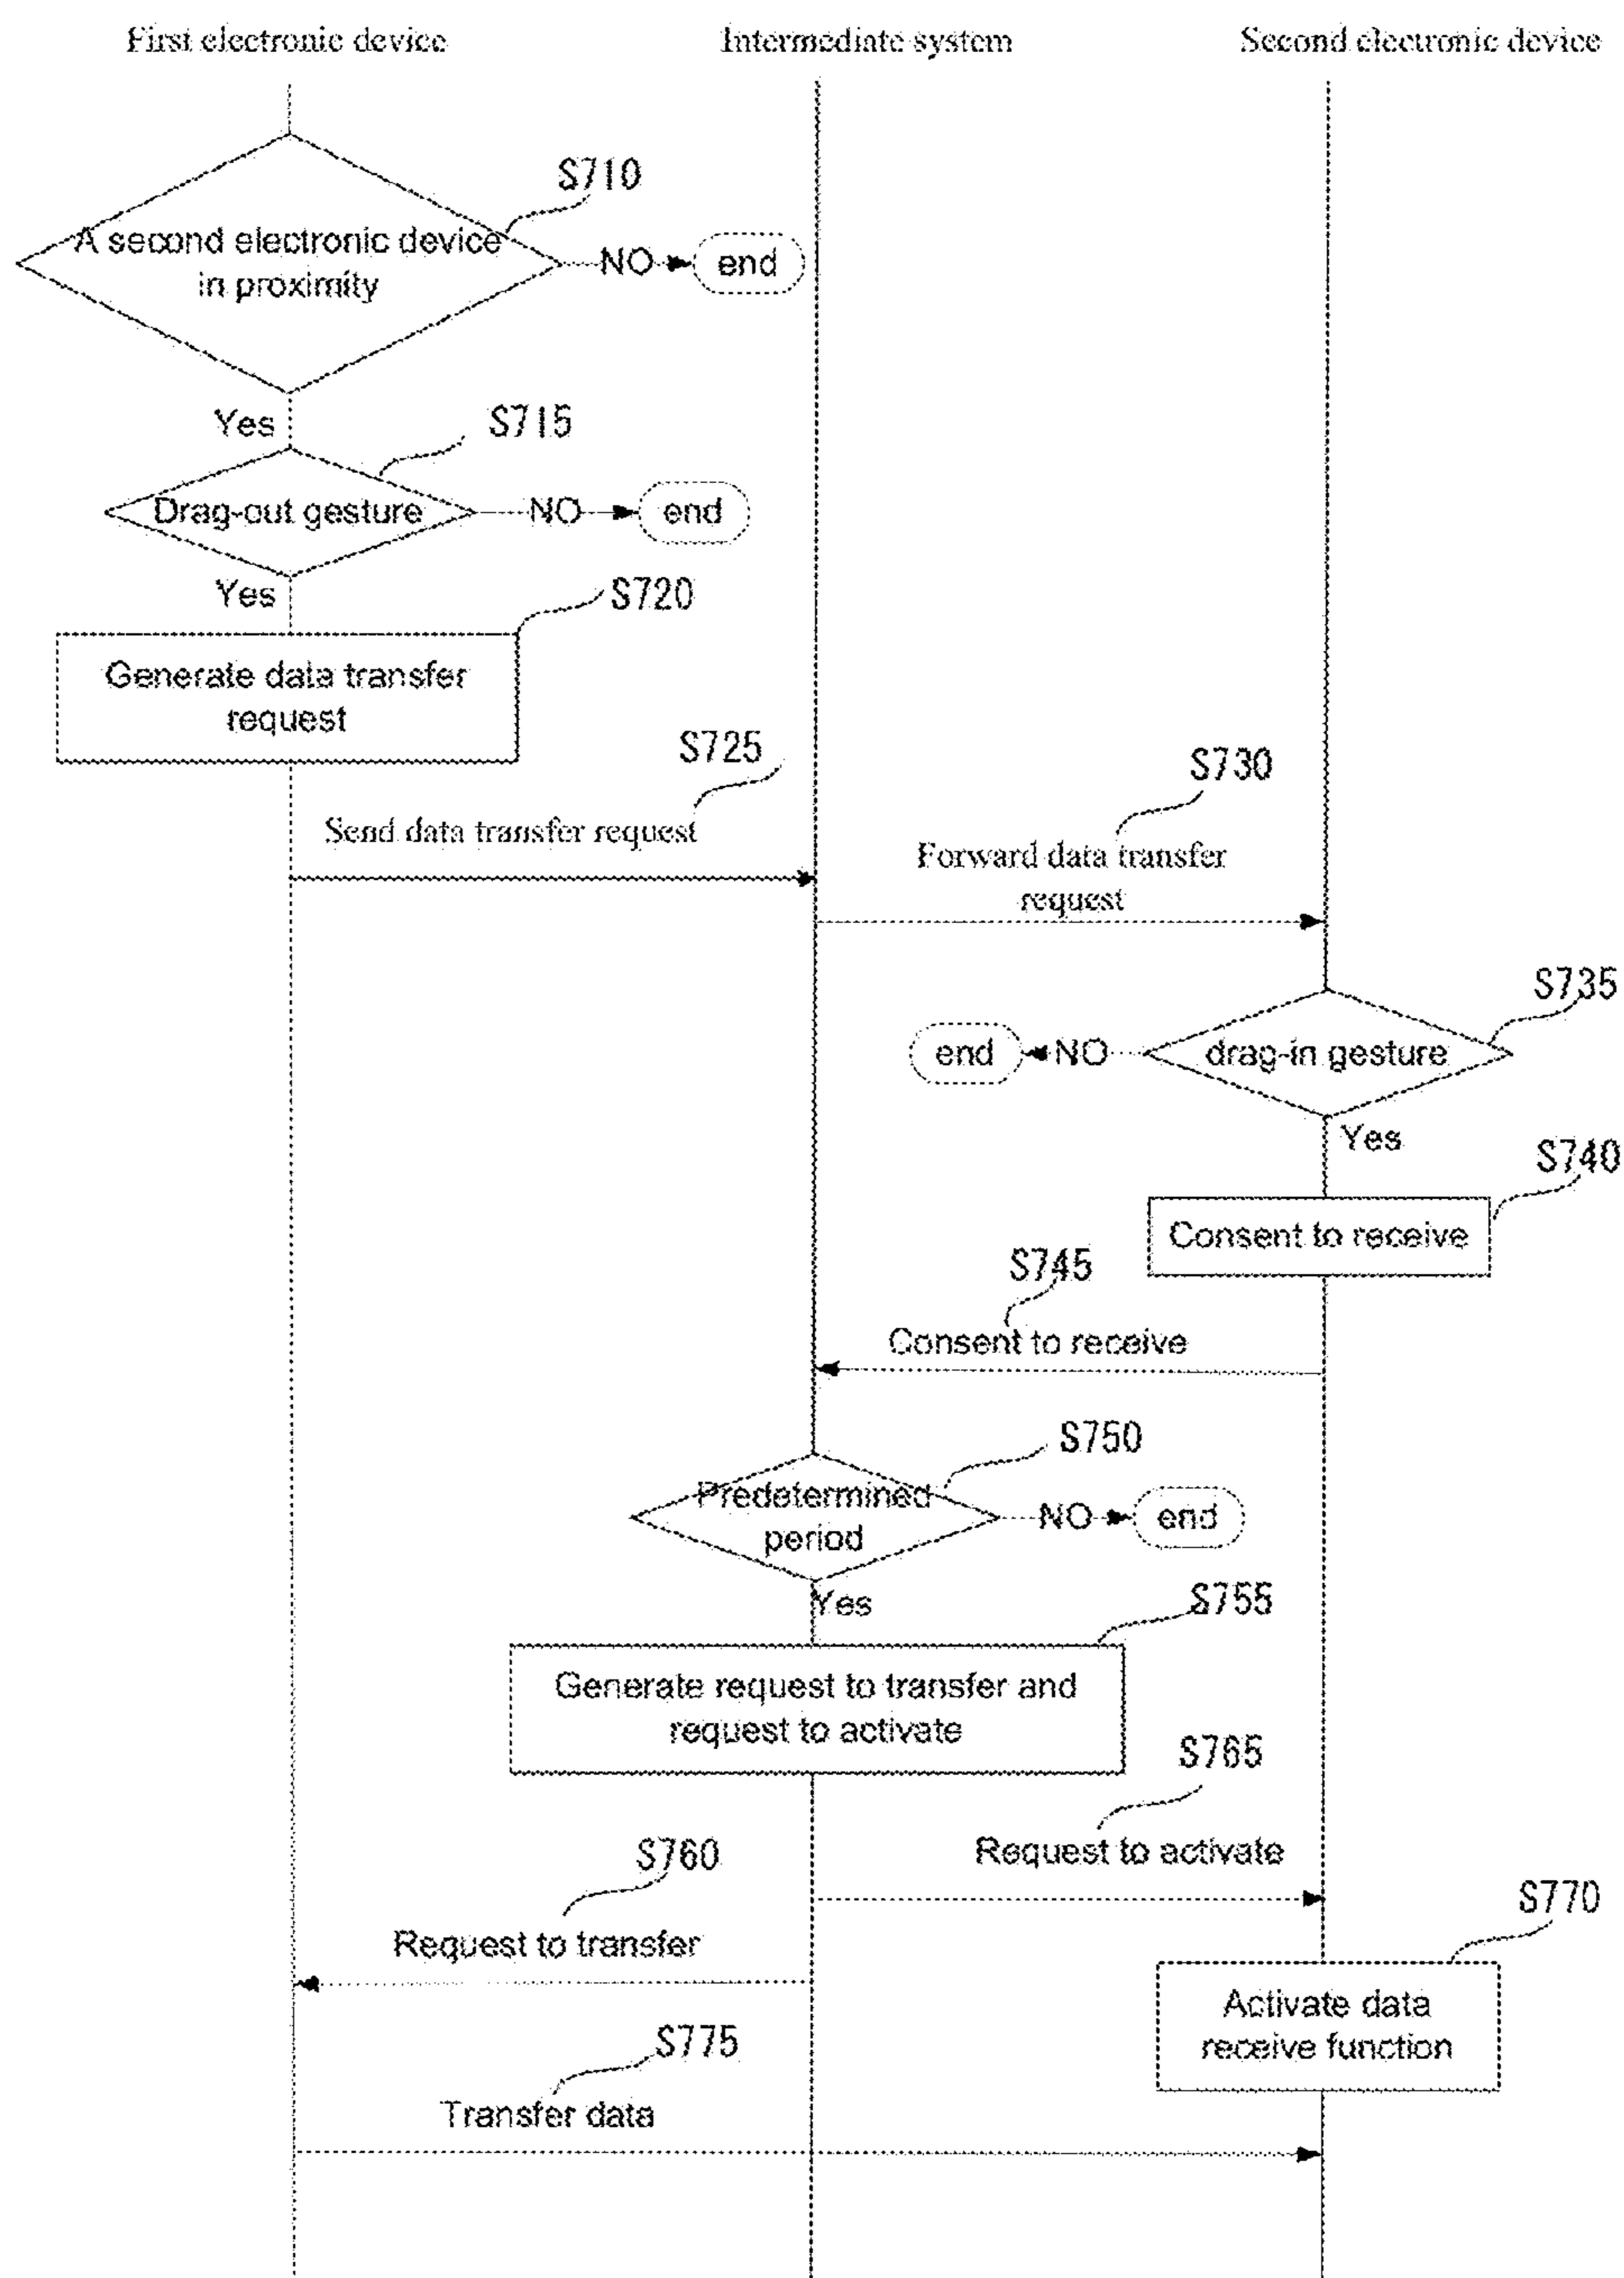 First electronic device
Intermediate system
Second electronic device
S710
A second electronic device
in proximity
NO
end
Yes
S715
Drag-out gesture
NO
end
Yes
S720
Generate data transfer
request
S725
Send data transfer request
S730
Forward data transfer
request
S735
drag-in gesture
NO
end
Yes
S740
Consent to receive
S745
Consent to receive
S750
Predetermined
period
NO
end
Yes
S755
Generate request to transfer and
request to activate
S765
Request to activate
S760
Request to transfer
S770
Activate data
receive function
S775
Transfer data